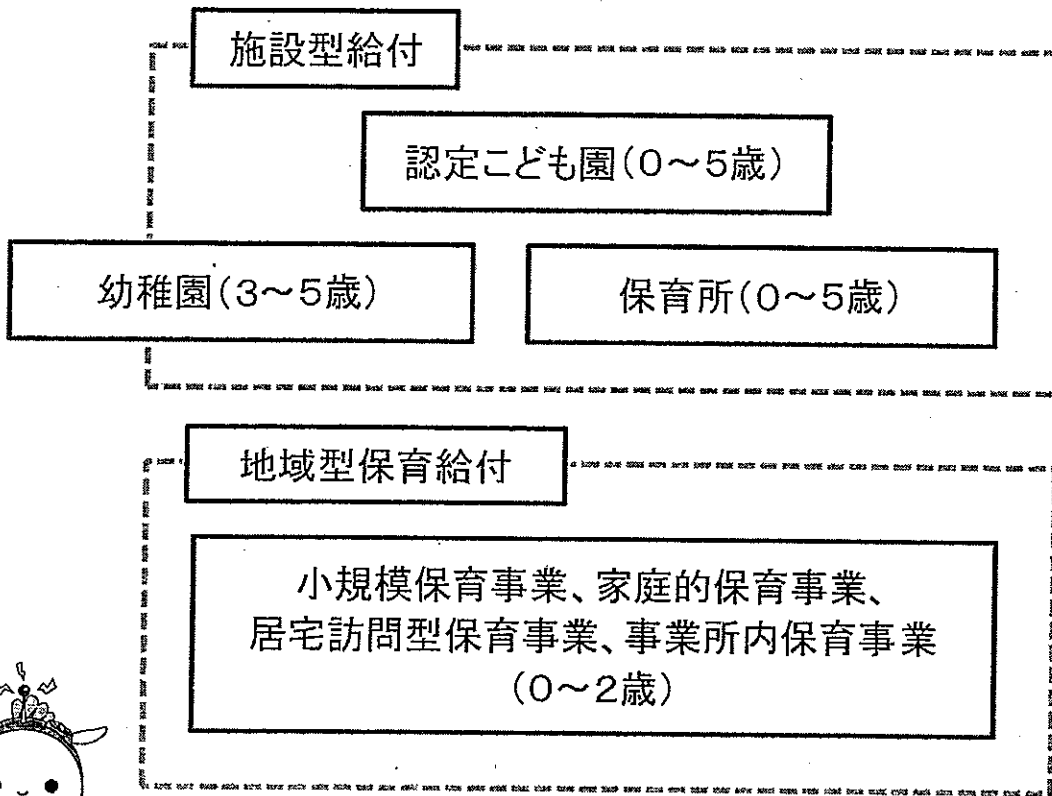 施設型給付
認定こども園(0～5歳)
幼稚園(3～5歳)
保育所(0～5歳)
地域型保育給付
小規模保育事業、家庭的保育事業、
居宅訪問型保育事業、事業所内保育事業
(0～2歳)